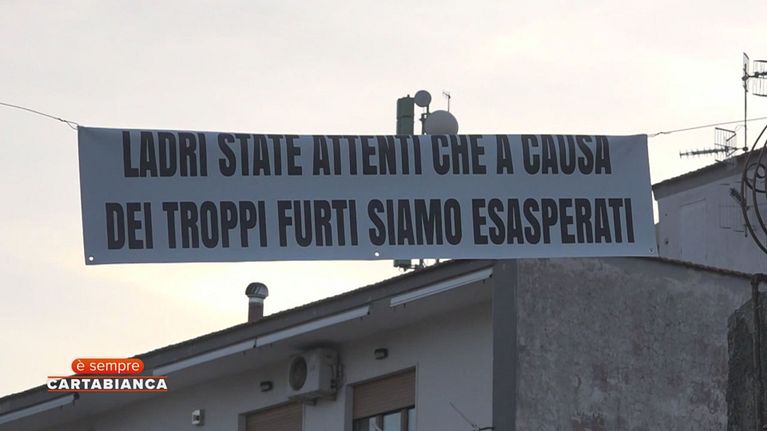 LADRI STATE ATTENTI CHE A CAUSA
DEI TROPPI FURTI SIAMO ESASPERATI
è sempre
CARTABIANCA